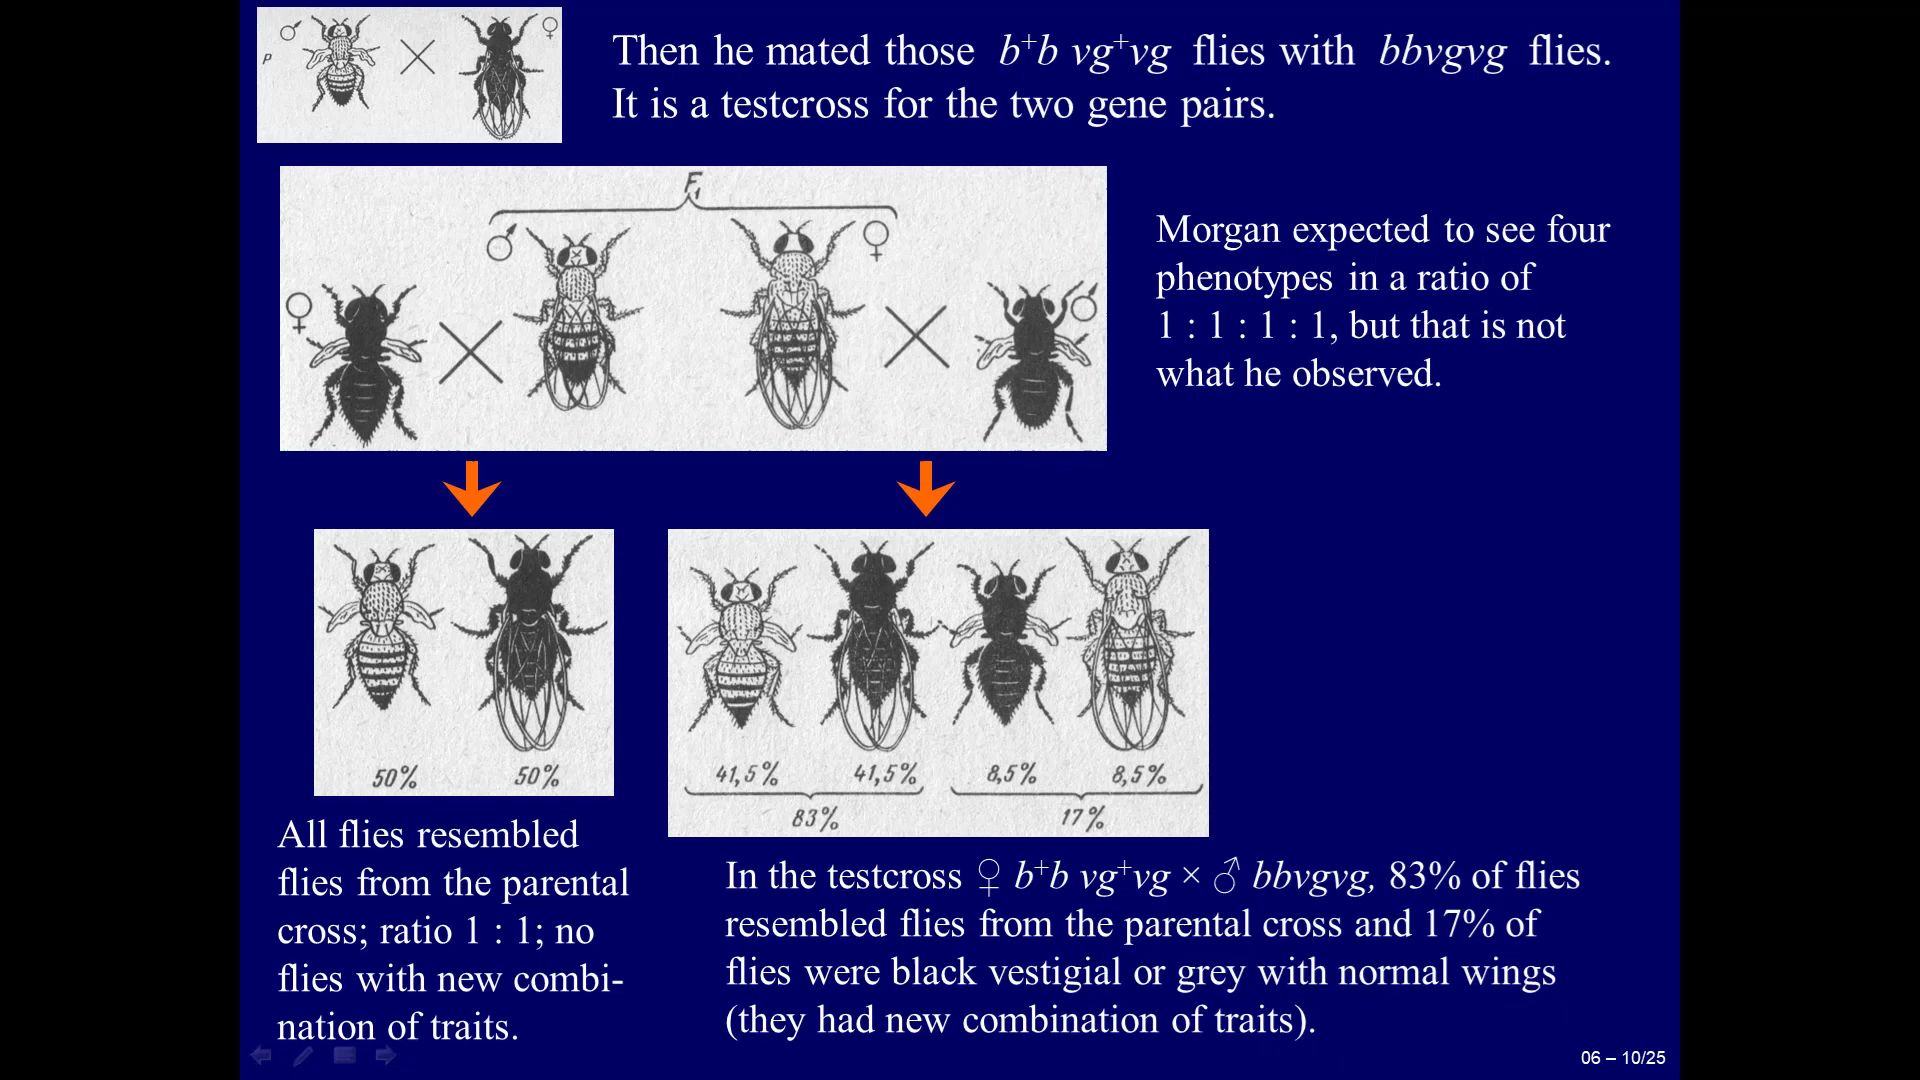 P ♂ × ♀
Then he mated those b⁺b vg⁺vg flies with bbvgvg flies.
It is a testcross for the two gene pairs.
F₁
♂ ♀
♀ × × ♂
Morgan expected to see four
phenotypes in a ratio of
1 : 1 : 1 : 1, but that is not
what he observed.
50% 50%
41,5% 41,5% 8,5% 8,5%
83% 17%
All flies resembled
flies from the parental
cross; ratio 1 : 1; no
flies with new combi-
nation of traits.
In the testcross ♀ b⁺b vg⁺vg × ♂ bbvgvg, 83% of flies
resembled flies from the parental cross and 17% of
flies were black vestigial or grey with normal wings
(they had new combination of traits).
06 – 10/25